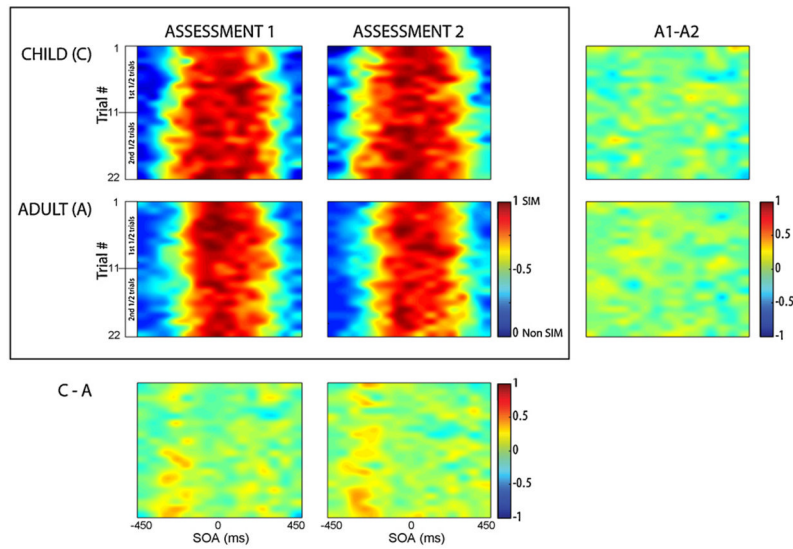 ASSESSMENT 1 ASSESSMENT 2 A1-A2
CHILD (C)
Trial #
1
11
22
1st 1/2 trials
2nd 1/2 trials
ADULT (A)
Trial #
1
11
22
1st 1/2 trials
2nd 1/2 trials
1 SIM
-0.5
0 Non SIM
1
0.5
0
-0.5
-1
C - A
1
0.5
0
-0.5
-1
-450 0 450
SOA (ms)
-450 0 450
SOA (ms)